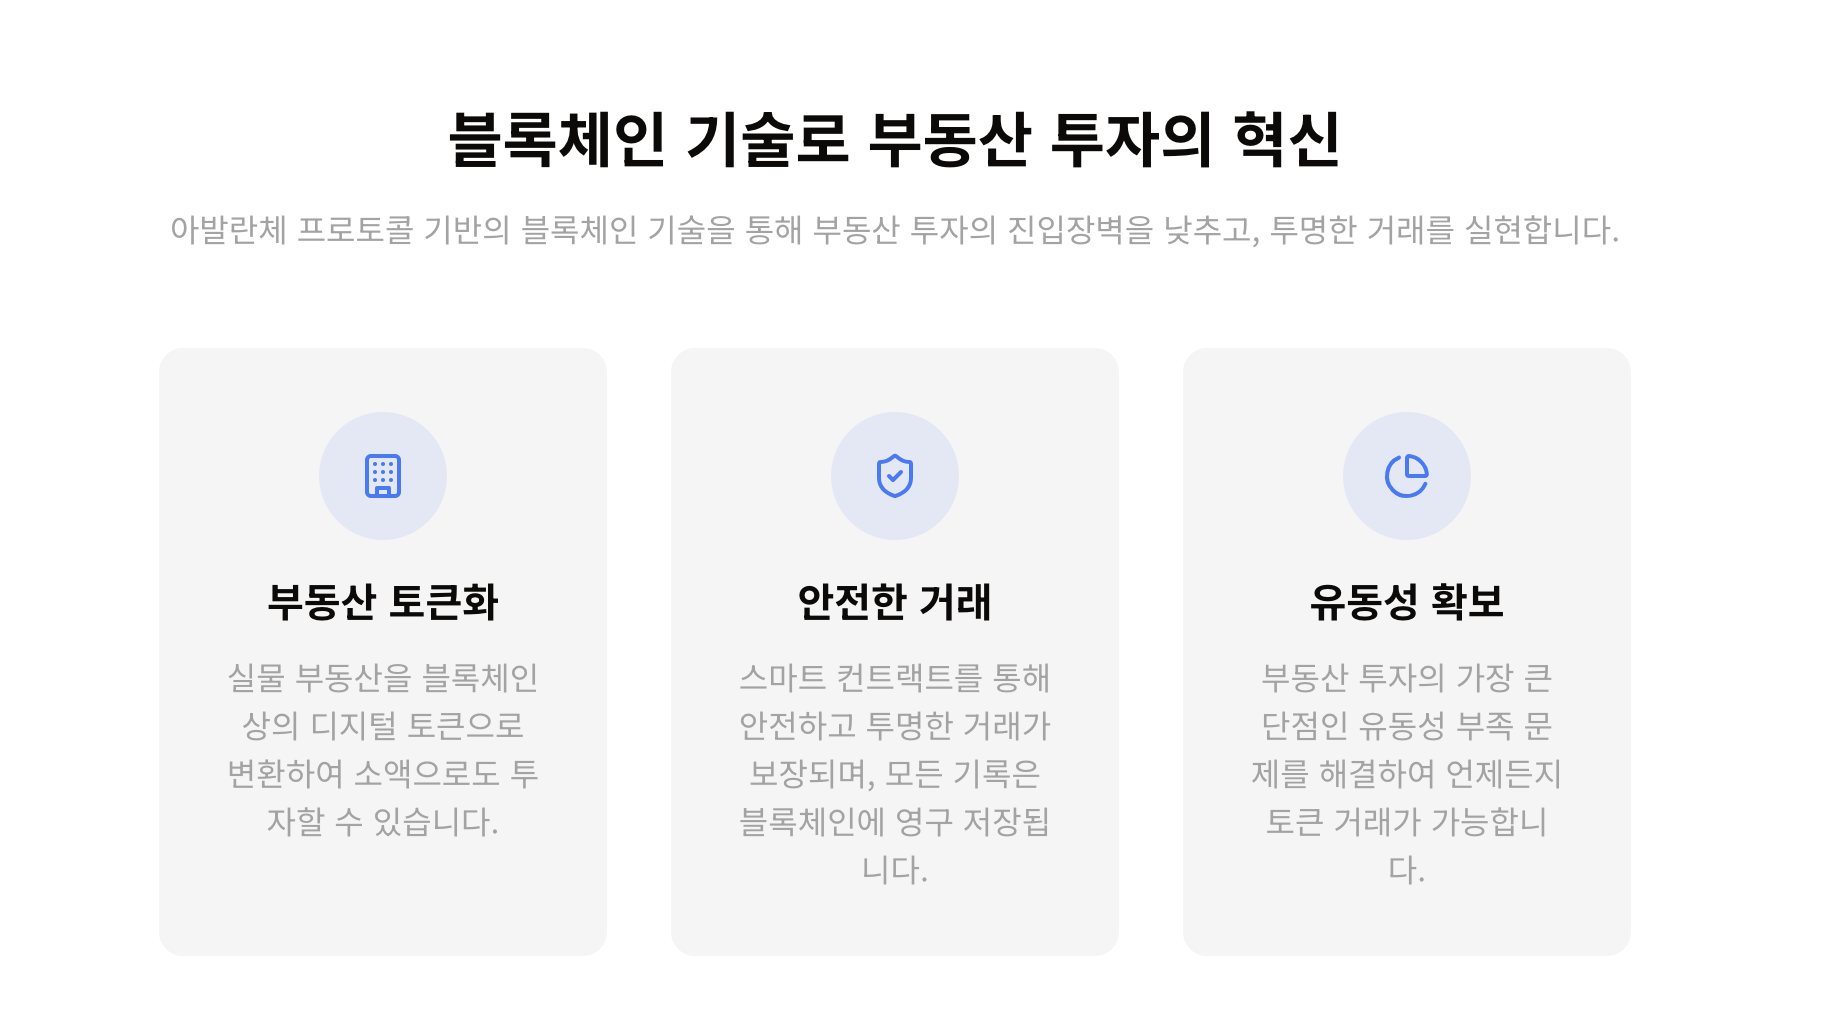 블록체인 기술로 부동산 투자의 혁신
아발란체 프로토콜 기반의 블록체인 기술을 통해 부동산 투자의 진입장벽을 낮추고, 투명한 거래를 실현합니다.
부동산 토큰화
실물 부동산을 블록체인
상의 디지털 토큰으로
변환하여 소액으로도 투
자할 수 있습니다.
안전한 거래
스마트 컨트랙트를 통해
안전하고 투명한 거래가
보장되며, 모든 기록은
블록체인에 영구 저장됩
니다.
유동성 확보
부동산 투자의 가장 큰
단점인 유동성 부족 문
제를 해결하여 언제든지
토큰 거래가 가능합니
다.